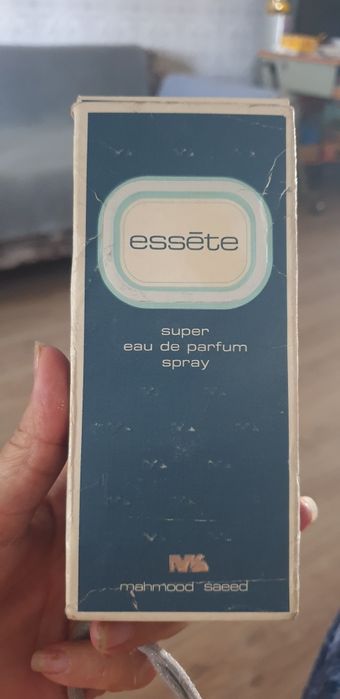 essēte
super
eau de parfum
spray
MS
mahmood saeed